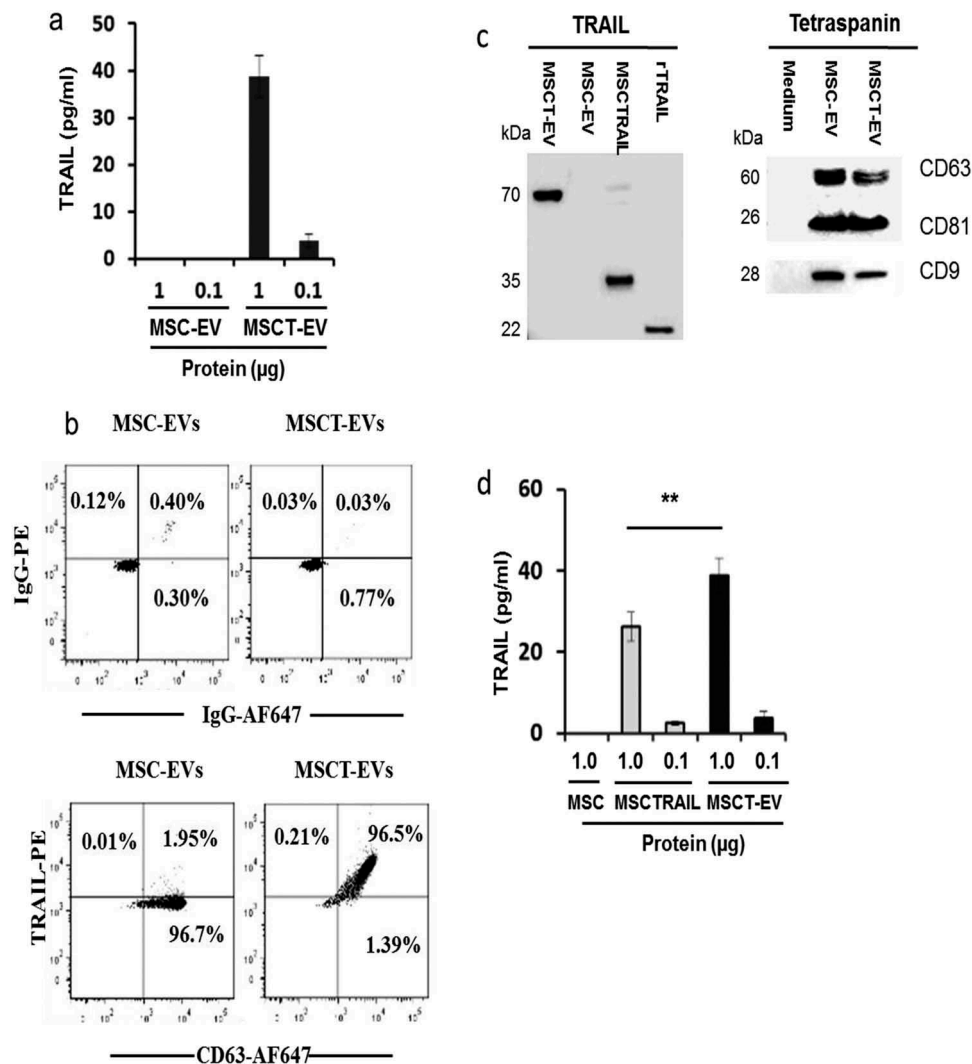 a
TRAIL (pg/ml)
50
40
30
20
10
0
1 0.1 1 0.1
MSC-EV MSCT-EV
Protein (µg)
b
MSC-EVs MSCT-EVs
IgG-PE
0.12% 0.40%
0.30%
0.03% 0.03%
0.77%
IgG-AF647
MSC-EVs MSCT-EVs
TRAIL-PE
0.01% 1.95%
96.7%
0.21% 96.5%
1.39%
CD63-AF647
c
TRAIL
MSCT-EV
MSC-EV
MSCTRAIL
rTRAIL
kDa
70
35
22
Tetraspanin
Medium
MSC-EV
MSCT-EV
kDa
60 CD63
26 CD81
28 CD9
d
TRAIL (pg/ml)
60
40
20
0
**
1.0 1.0 0.1 1.0 0.1
MSC MSCTRAIL MSCT-EV
Protein (µg)